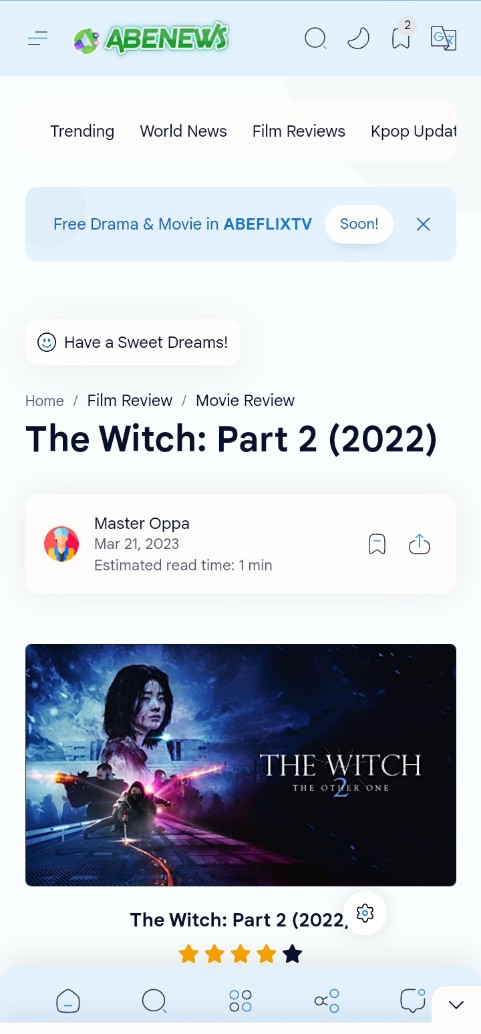 ABENEWS
2
Trending World News Film Reviews Kpop Updat
Free Drama & Movie in ABEFLIXTV Soon!
Have a Sweet Dreams!
Home / Film Review / Movie Review
The Witch: Part 2 (2022)
Master Oppa
Mar 21, 2023
Estimated read time: 1 min
THE WITCH
2
THE OTHER ONE
The Witch: Part 2 (2022,